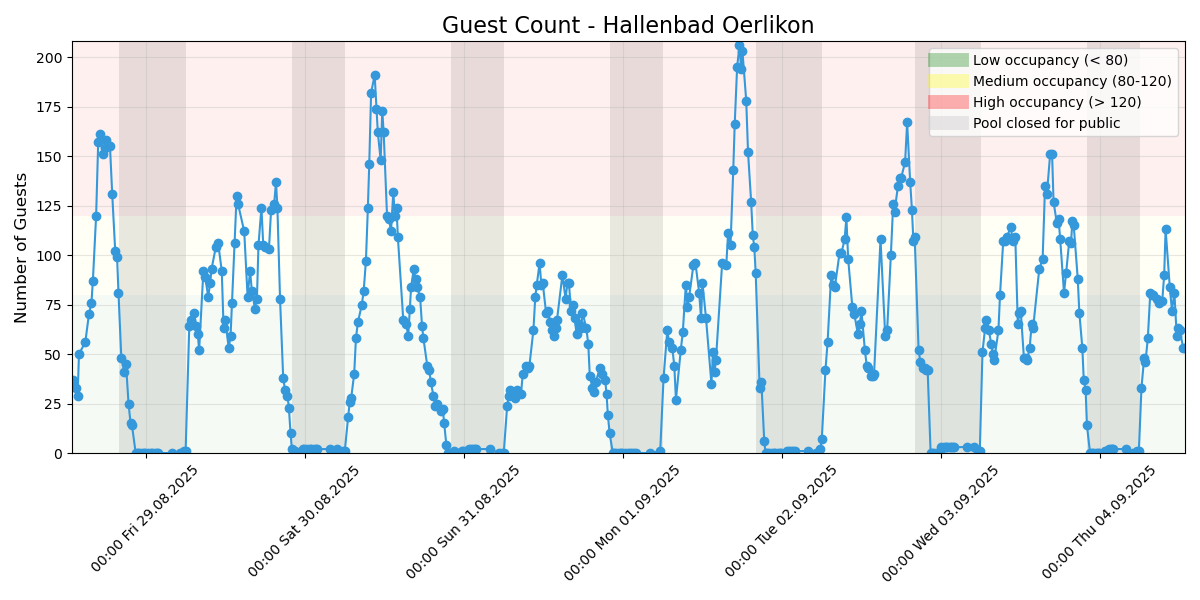 Guest Count - Hallenbad Oerlikon
Number of Guests
200
175
150
125
100
75
50
25
0
Low occupancy (< 80)
Medium occupancy (80-120)
High occupancy (> 120)
Pool closed for public
00:00 Fri 29.08.2025
00:00 Sat 30.08.2025
00:00 Sun 31.08.2025
00:00 Mon 01.09.2025
00:00 Tue 02.09.2025
00:00 Wed 03.09.2025
00:00 Thu 04.09.2025